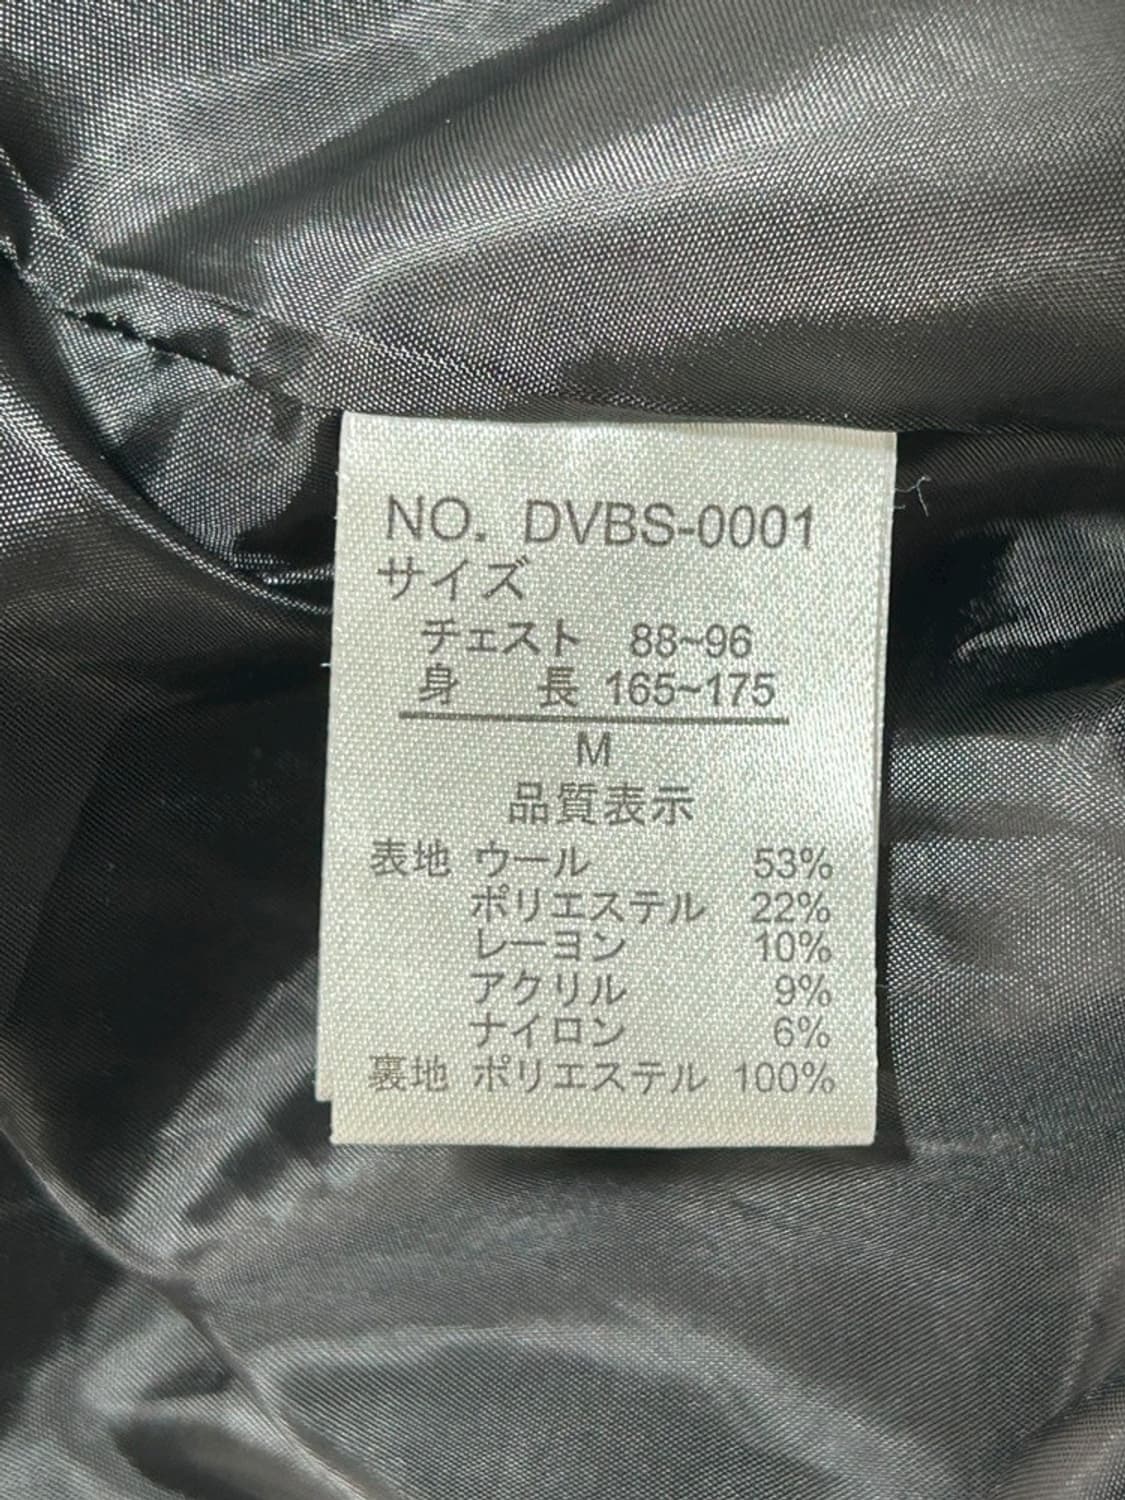 NO. DVBS-0001
サイズ
チェスト 88~96
身長 165~175
M
品質表示
表地 ウール 53%
ポリエステル 22%
レーヨン 10%
アクリル 9%
ナイロン 6%
裏地 ポリエステル 100%